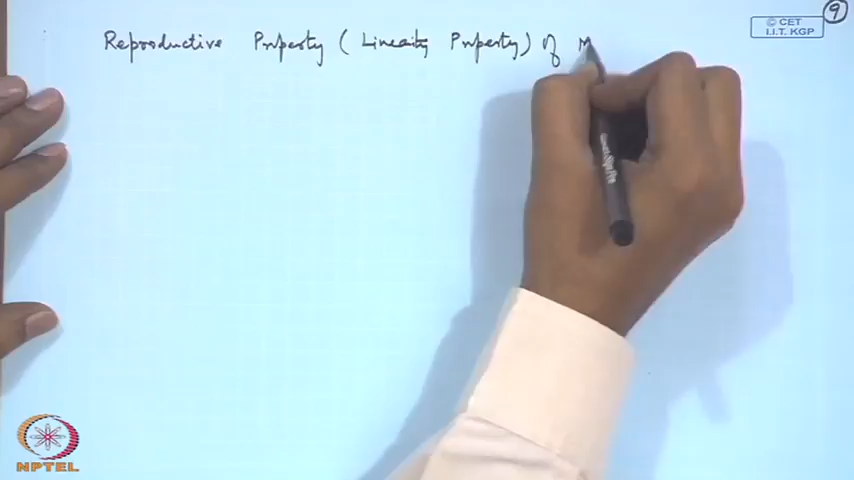 Reproductive Property (Linearity Property) of
© CET
I.I.T. KGP
9
NPTEL